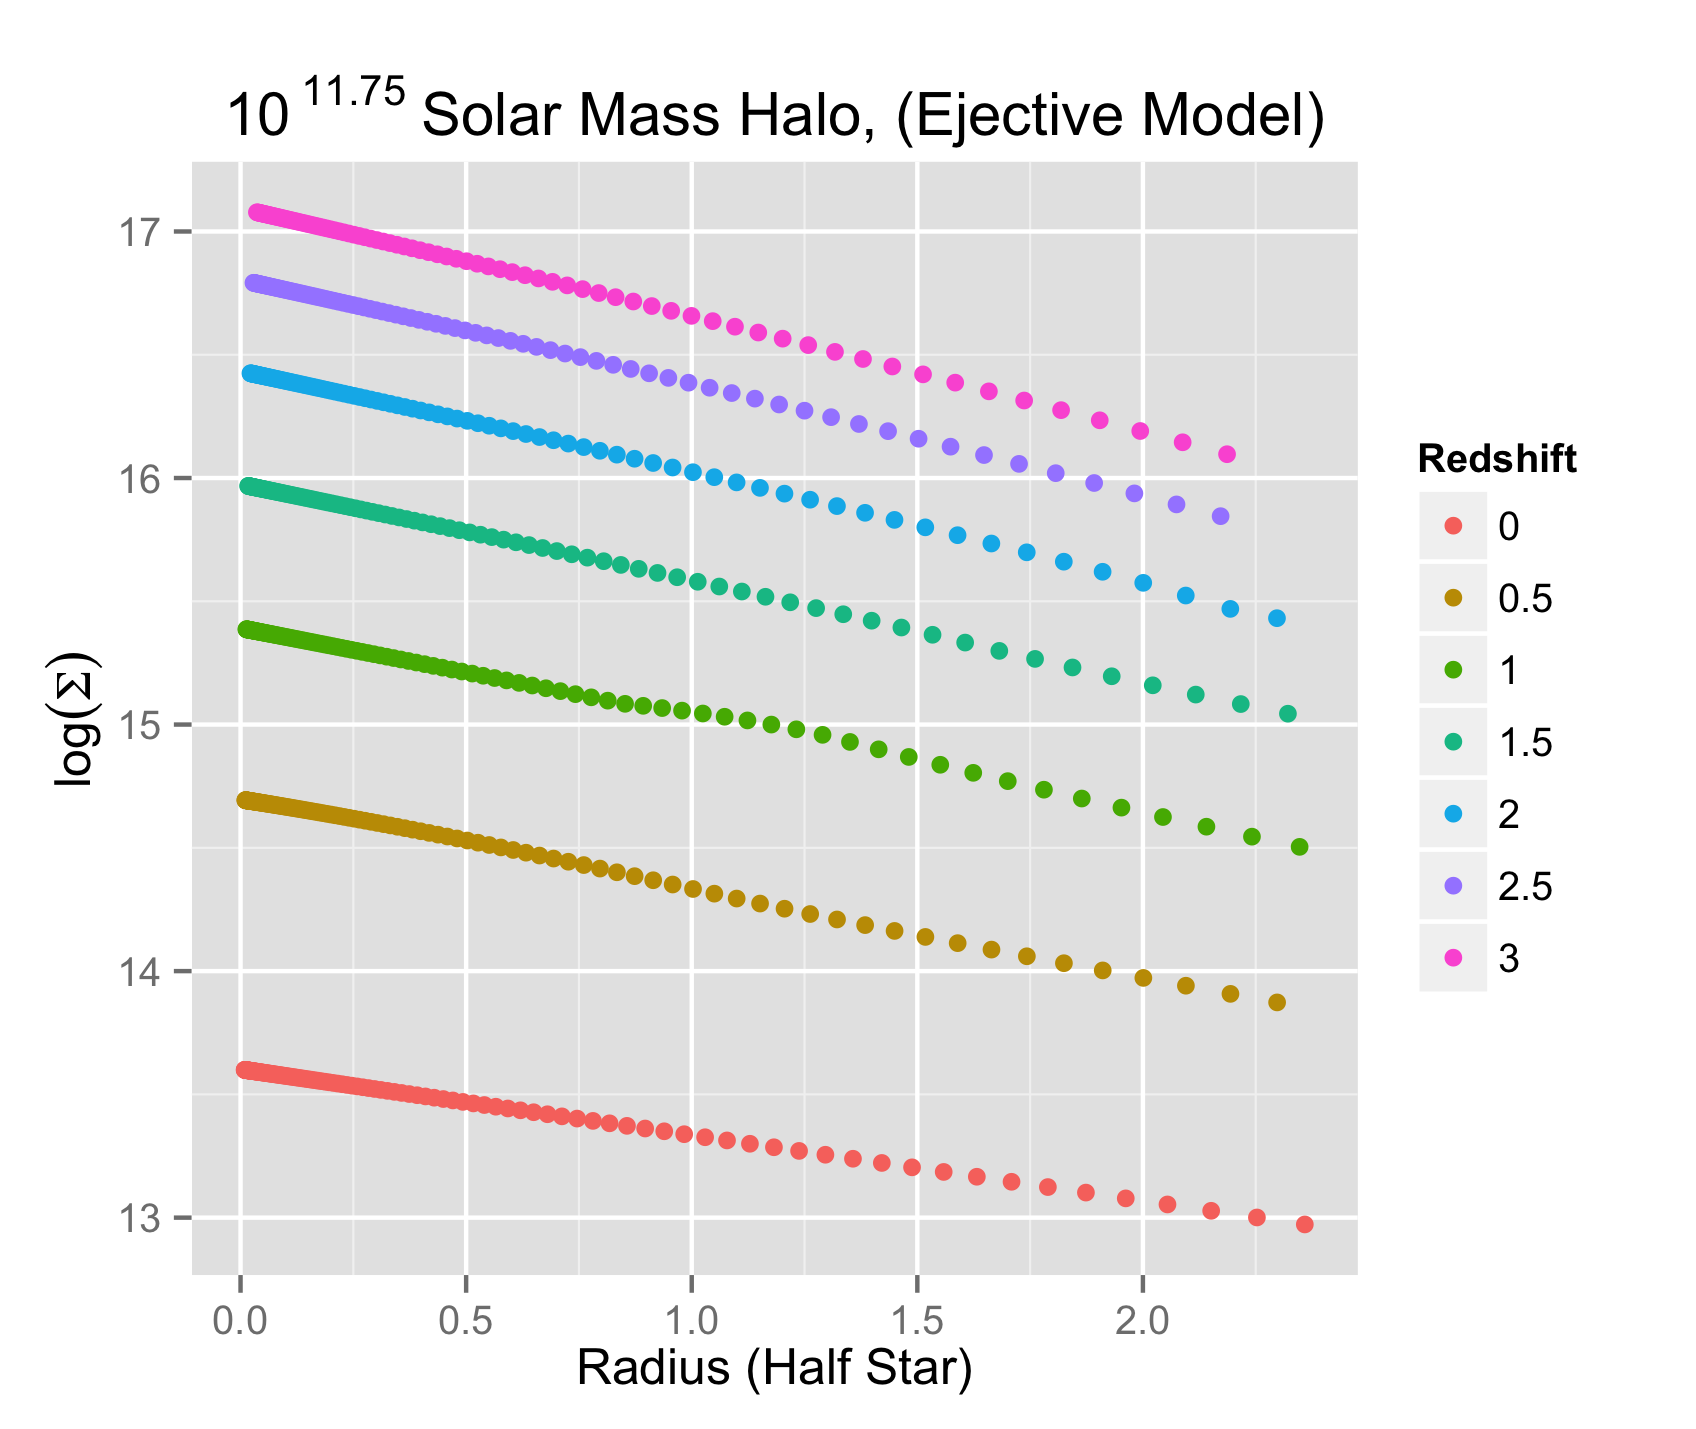 10 11.75 Solar Mass Halo, (Ejective Model)
17
16
15
14
13
log(Σ)
0.0 0.5 1.0 1.5 2.0
Radius (Half Star)
Redshift
0
0.5
1
1.5
2
2.5
3